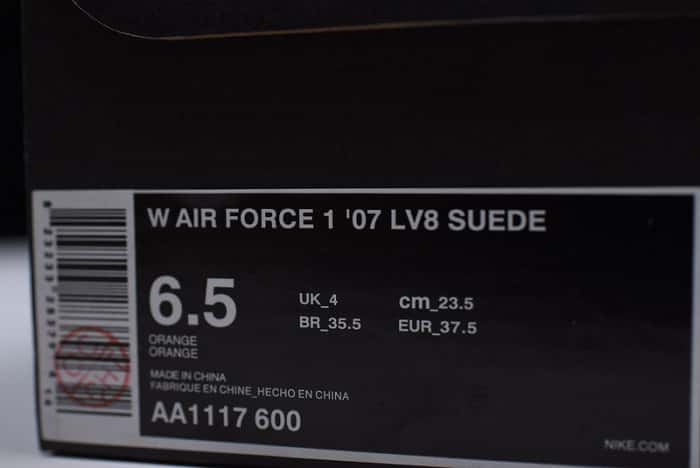 W AIR FORCE 1 '07 LV8 SUEDE
6.5
UK_4 cm_23.5
BR_35.5 EUR_37.5
ORANGE
ORANGE
MADE IN CHINA
FABRIQUE EN CHINE_HECHO EN CHINA
AA1117 600
NIKE.COM